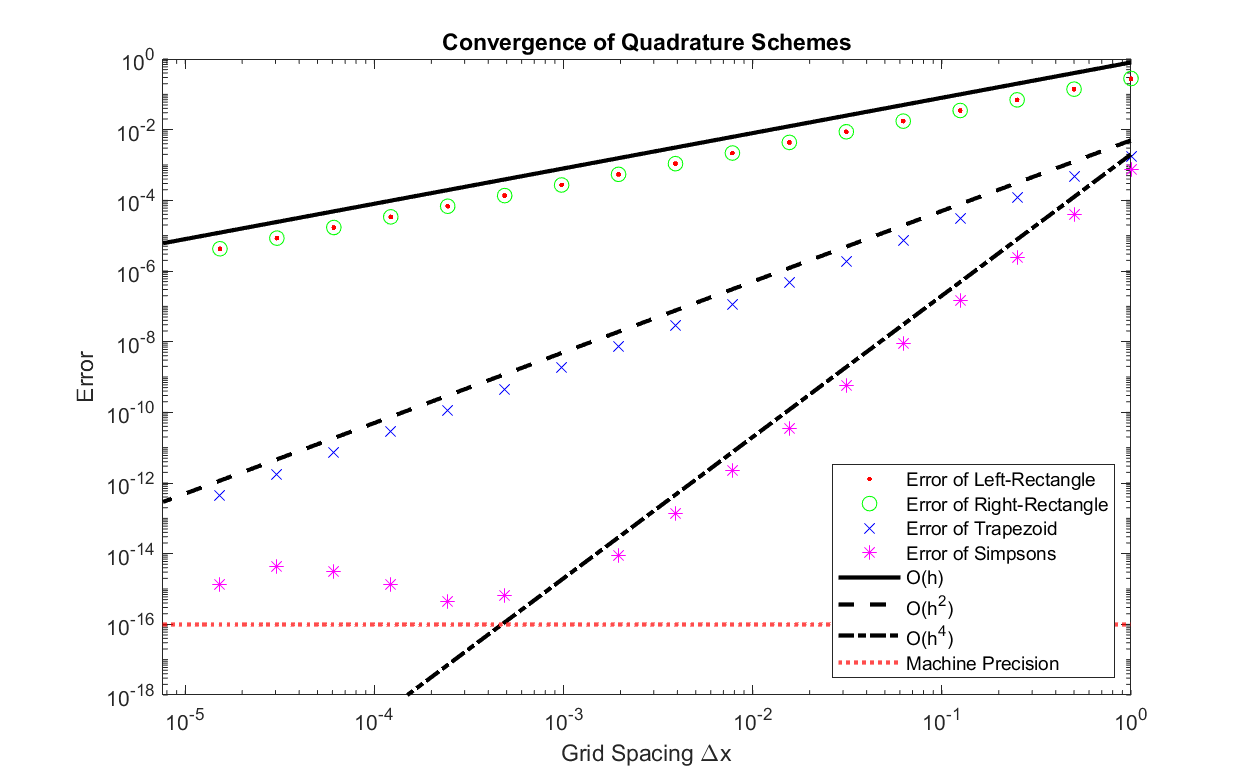 Convergence of Quadrature Schemes
10^0
10^-2
10^-4
10^-6
10^-8
10^-10
10^-12
10^-14
10^-16
10^-18
Error
Error of Left-Rectangle
Error of Right-Rectangle
Error of Trapezoid
Error of Simpsons
O(h)
O(h^2)
O(h^4)
Machine Precision
10^-5 10^-4 10^-3 10^-2 10^-1 10^0
Grid Spacing Δx